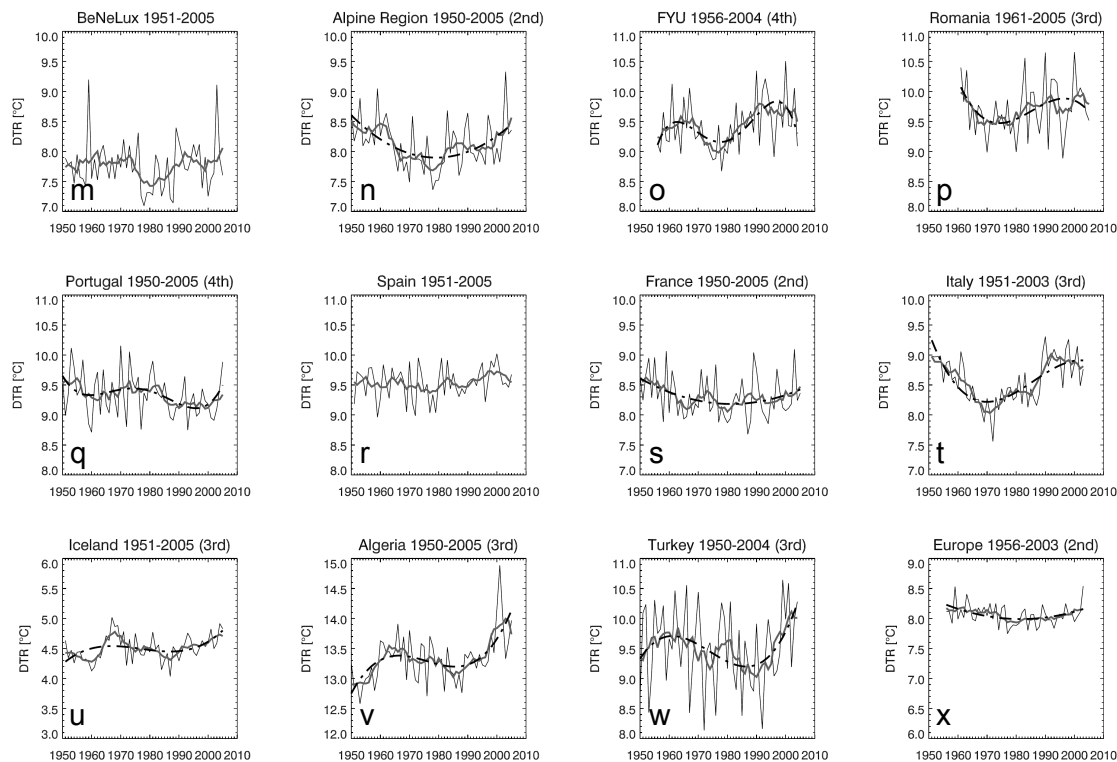 BeNeLux 1951-2005
Alpine Region 1950-2005 (2nd)
FYU 1956-2004 (4th)
Romania 1961-2005 (3rd)
DTR [°C]
10.0
9.5
9.0
8.5
8.0
7.5
7.0
m
1950 1960 1970 1980 1990 2000 2010
DTR [°C]
10.0
9.5
9.0
8.5
8.0
7.5
7.0
n
1950 1960 1970 1980 1990 2000 2010
DTR [°C]
11.0
10.5
10.0
9.5
9.0
8.5
8.0
o
1950 1960 1970 1980 1990 2000 2010
DTR [°C]
11.0
10.5
10.0
9.5
9.0
8.5
8.0
p
1950 1960 1970 1980 1990 2000 2010
Portugal 1950-2005 (4th)
Spain 1951-2005
France 1950-2005 (2nd)
Italy 1951-2003 (3rd)
DTR [°C]
11.0
10.5
10.0
9.5
9.0
8.5
8.0
q
1950 1960 1970 1980 1990 2000 2010
DTR [°C]
11.0
10.5
10.0
9.5
9.0
8.5
8.0
r
1950 1960 1970 1980 1990 2000 2010
DTR [°C]
10.0
9.5
9.0
8.5
8.0
7.5
7.0
s
1950 1960 1970 1980 1990 2000 2010
DTR [°C]
10.0
9.5
9.0
8.5
8.0
7.5
7.0
t
1950 1960 1970 1980 1990 2000 2010
Iceland 1951-2005 (3rd)
Algeria 1950-2005 (3rd)
Turkey 1950-2004 (3rd)
Europe 1956-2003 (2nd)
DTR [°C]
6.0
5.5
5.0
4.5
4.0
3.5
3.0
u
1950 1960 1970 1980 1990 2000 2010
DTR [°C]
15.0
14.5
14.0
13.5
13.0
12.5
12.0
v
1950 1960 1970 1980 1990 2000 2010
DTR [°C]
11.0
10.5
10.0
9.5
9.0
8.5
8.0
w
1950 1960 1970 1980 1990 2000 2010
DTR [°C]
9.0
8.5
8.0
7.5
7.0
6.5
6.0
x
1950 1960 1970 1980 1990 2000 2010